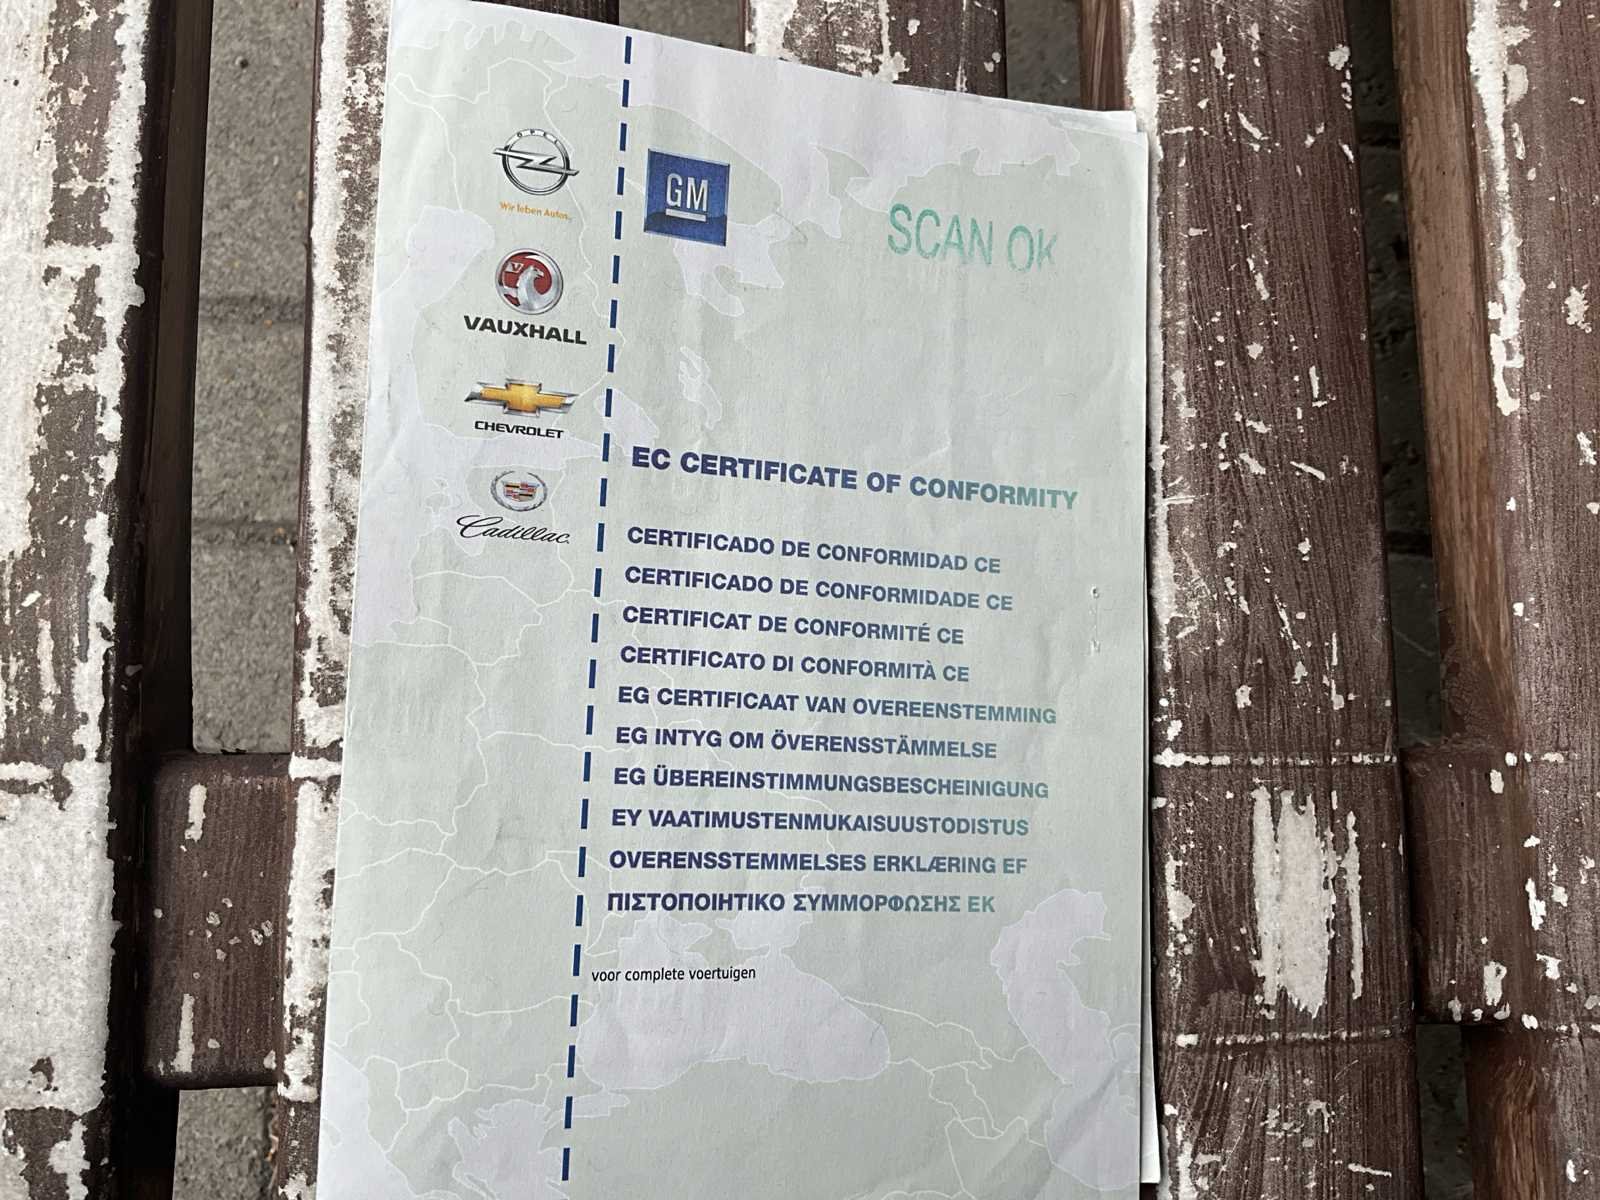 OPEL
Wir leben Autos.
VAUXHALL
CHEVROLET
Cadillac
GM
SCAN OK
EC CERTIFICATE OF CONFORMITY
CERTIFICADO DE CONFORMIDAD CE
CERTIFICADO DE CONFORMIDADE CE
CERTIFICAT DE CONFORMITÉ CE
CERTIFICATO DI CONFORMITÀ CE
EG CERTIFICAAT VAN OVEREENSTEMMING
EG INTYG OM ÖVERENSSTÄMMELSE
EG ÜBEREINSTIMMUNGSBESCHEINIGUNG
EY VAATIMUSTENMUKAISUUSTODISTUS
OVERENSSTEMMELSES ERKLÆRING EF
ΠΙΣΤΟΠΟΙΗΤΙΚΟ ΣΥΜΜΟΡΦΩΣΗΣ ΕΚ
voor complete voertuigen